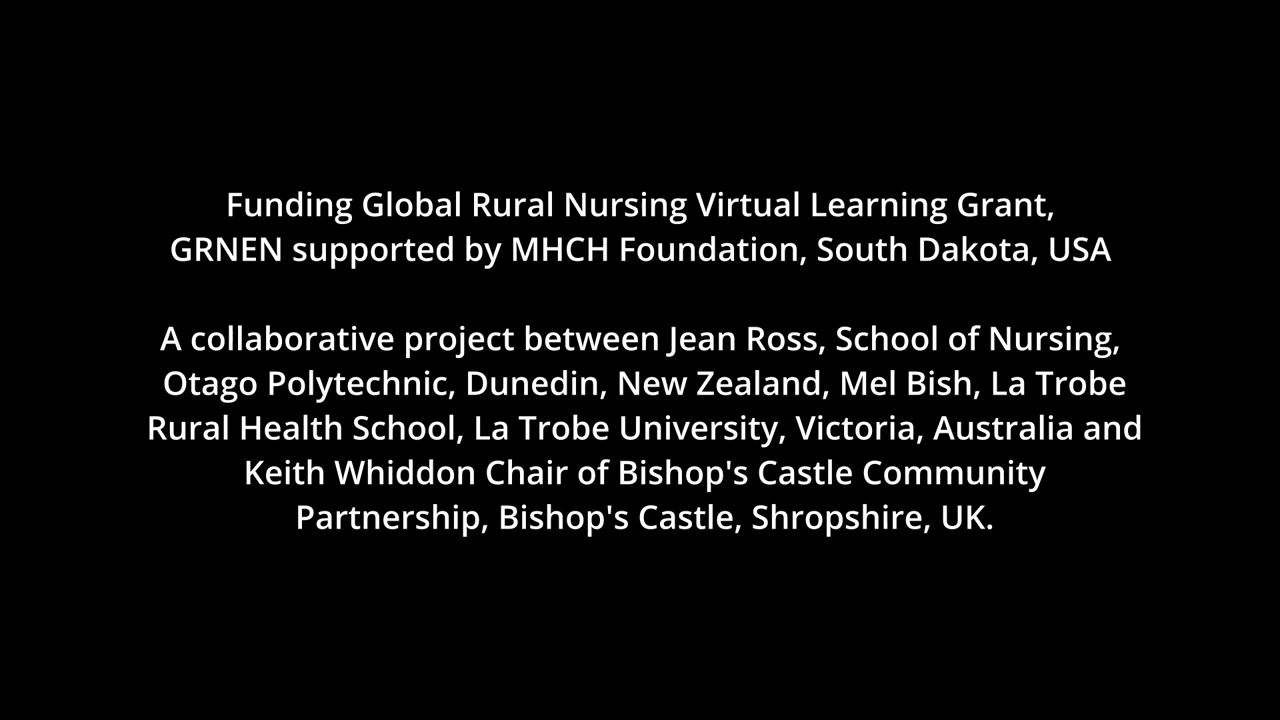 Funding Global Rural Nursing Virtual Learning Grant,
GRNEN supported by MHCH Foundation, South Dakota, USA
A collaborative project between Jean Ross, School of Nursing,
Otago Polytechnic, Dunedin, New Zealand, Mel Bish, La Trobe
Rural Health School, La Trobe University, Victoria, Australia and
Keith Whiddon Chair of Bishop's Castle Community
Partnership, Bishop's Castle, Shropshire, UK.